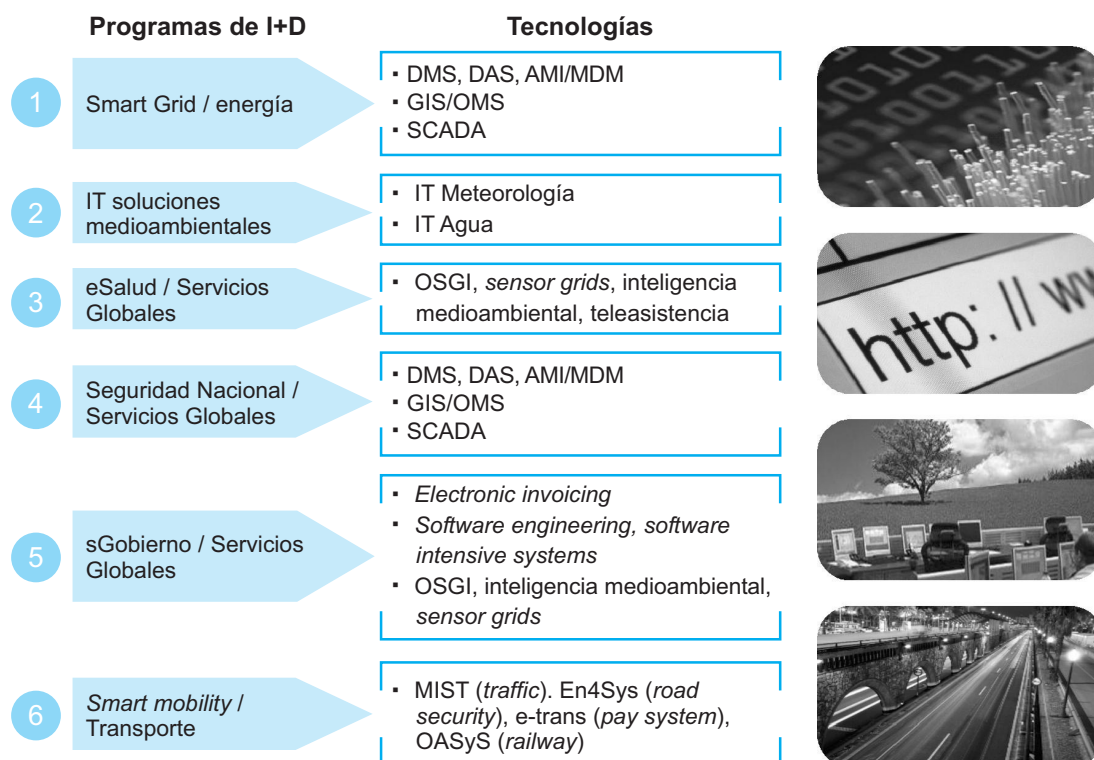 Programas de I+D
Tecnologías
1
Smart Grid / energía
▪ DMS, DAS, AMI/MDM
▪ GIS/OMS
▪ SCADA
2
IT soluciones
medioambientales
▪ IT Meteorología
▪ IT Agua
3
eSalud / Servicios
Globales
▪ OSGI, sensor grids, inteligencia
medioambiental, teleasistencia
4
Seguridad Nacional /
Servicios Globales
▪ DMS, DAS, AMI/MDM
▪ GIS/OMS
▪ SCADA
5
sGobierno / Servicios
Globales
▪ Electronic invoicing
▪ Software engineering, software
intensive systems
▪ OSGI, inteligencia medioambiental,
sensor grids
6
Smart mobility /
Transporte
▪ MIST (traffic). En4Sys (road
security), e-trans (pay system),
OASyS (railway)
http: // ww